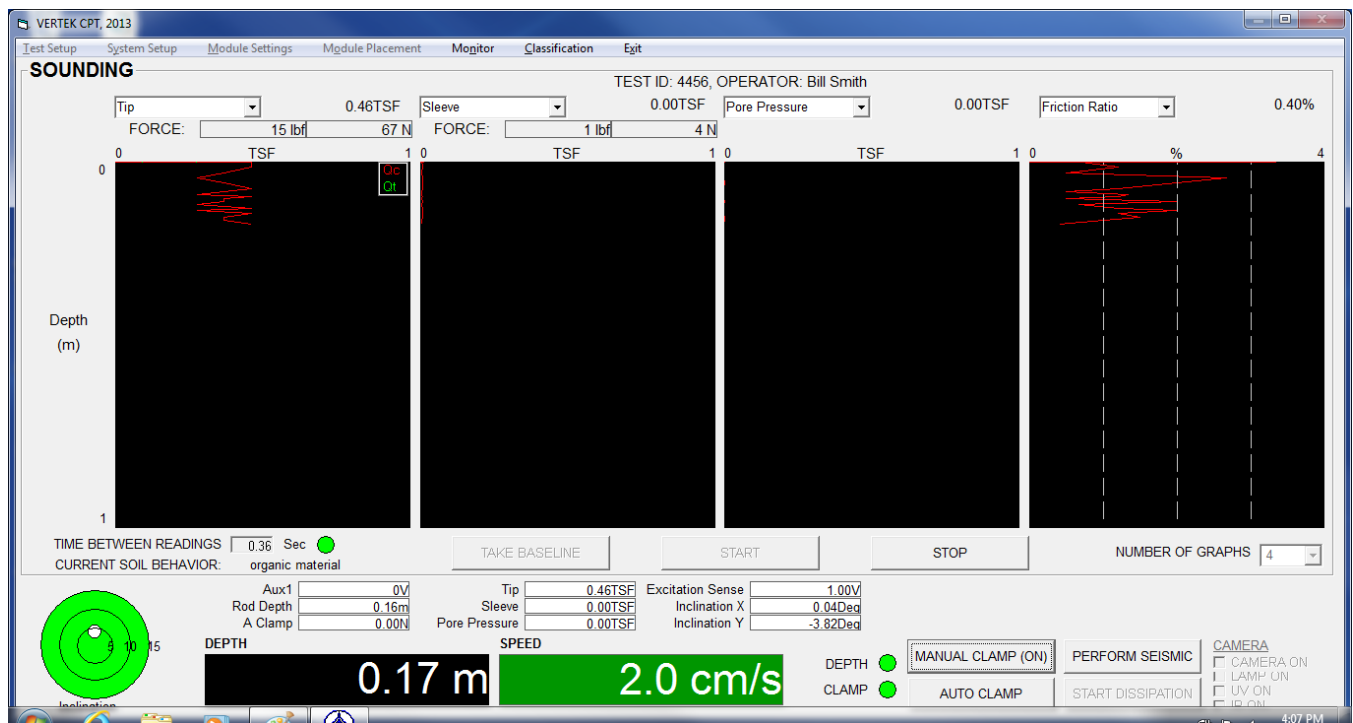 VERTEK CPT, 2013
Test Setup System Setup Module Settings Module Placement Monitor Classification Exit
SOUNDING
TEST ID: 4456, OPERATOR: Bill Smith
Tip 0.46TSF Sleeve 0.00TSF Pore Pressure 0.00TSF Friction Ratio 0.40%
FORCE: 15 lbf 67 N FORCE: 1 lbf 4 N
0 TSF 1 0 TSF 1 0 TSF 1 0 % 4
0
Qc
Qt
Depth
(m)
1
TIME BETWEEN READINGS 0.36 Sec
CURRENT SOIL BEHAVIOR: organic material
TAKE BASELINE START STOP NUMBER OF GRAPHS 4
Aux1 0V Tip 0.46TSF Excitation Sense 1.00V
Rod Depth 0.16m Sleeve 0.00TSF Inclination X 0.04Deg
A Clamp 0.00N Pore Pressure 0.00TSF Inclination Y -3.82Deg
5 10 15
Inclination
DEPTH SPEED
0.17 m 2.0 cm/s
DEPTH
CLAMP
MANUAL CLAMP (ON) PERFORM SEISMIC
AUTO CLAMP START DISSIPATION
CAMERA
CAMERA ON
LAMP ON
UV ON
IR ON
4:07 PM